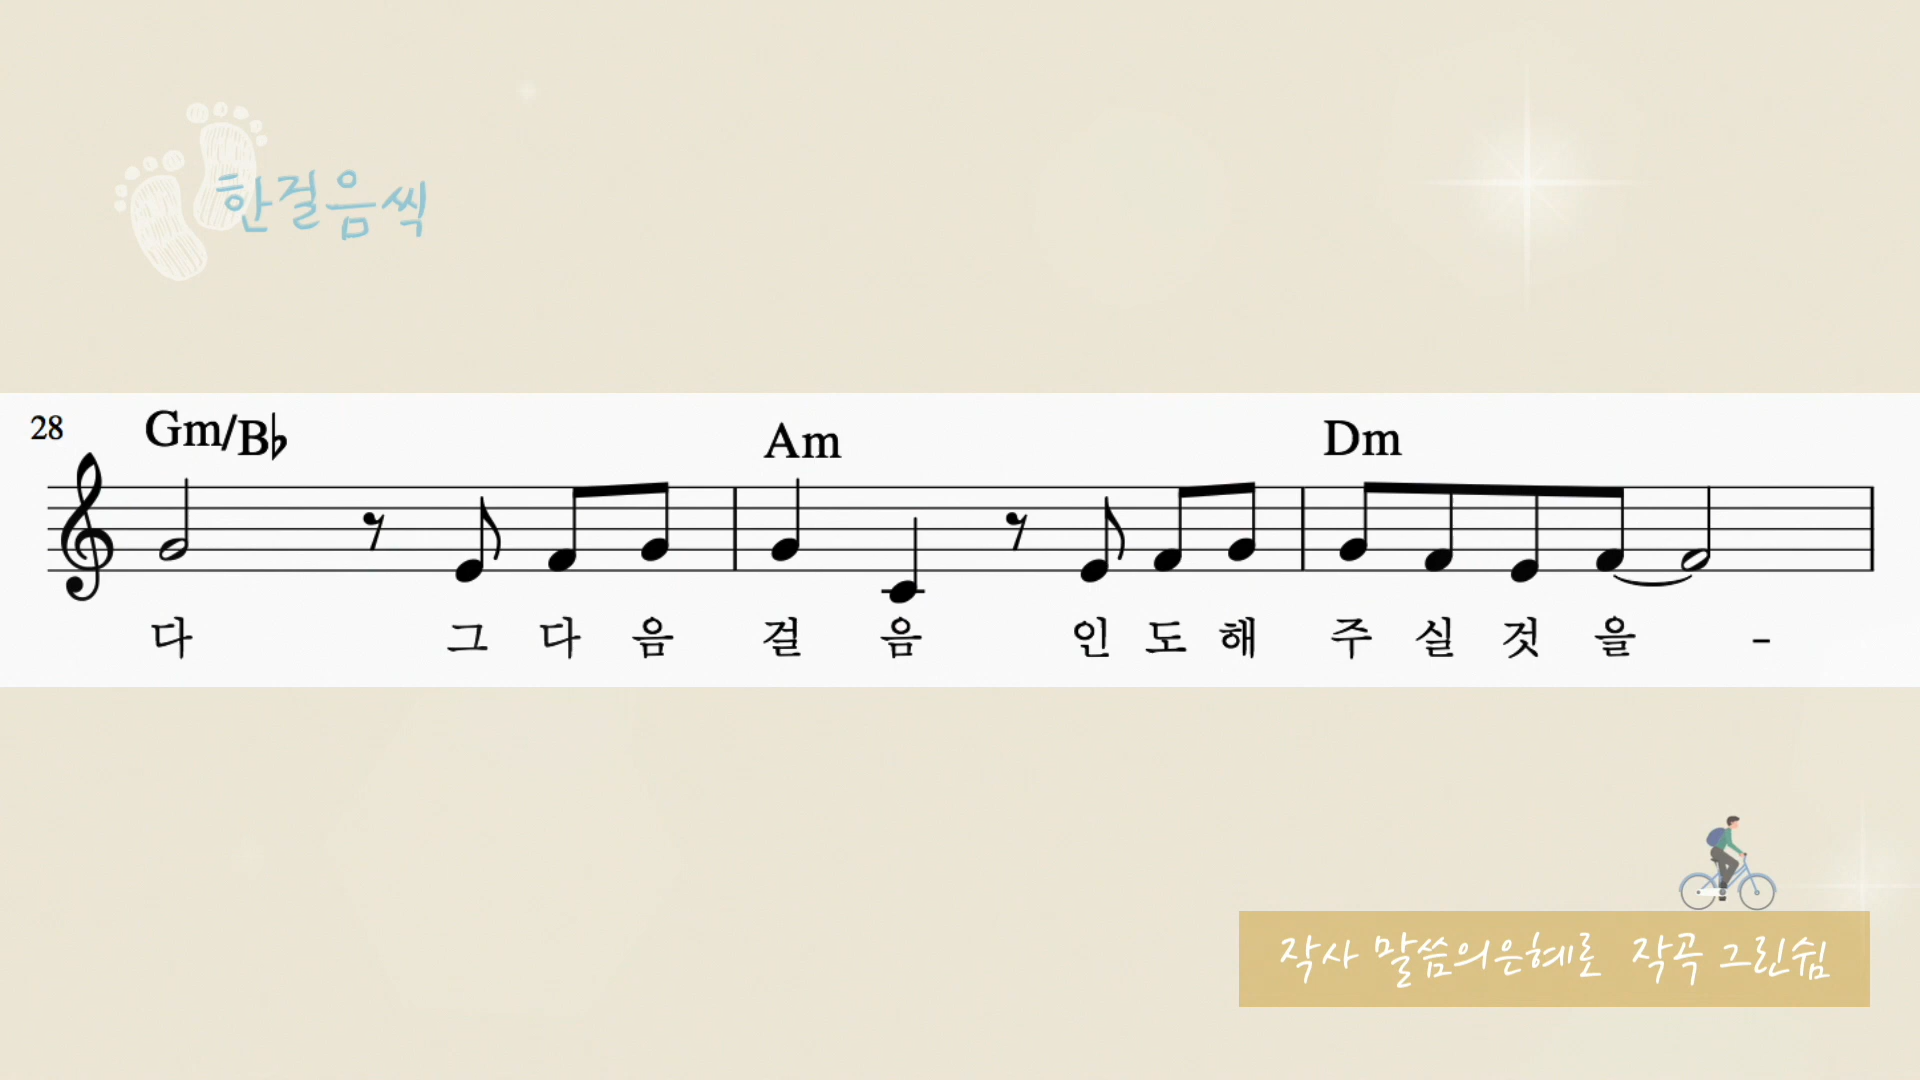 한걸음씩
28 Gm/B♭ Am Dm
다 그 다 음 걸 음 인 도 해 주 실 것 을 -
작사 말씀의은혜로 작곡 그린쉼